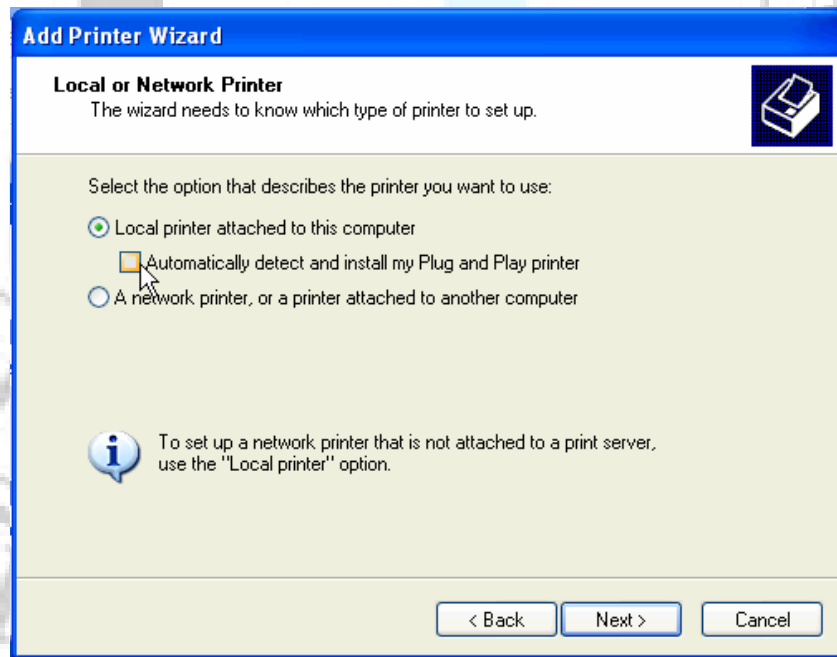 Add Printer Wizard
Local or Network Printer
The wizard needs to know which type of printer to set up.
Select the option that describes the printer you want to use:
Local printer attached to this computer
Automatically detect and install my Plug and Play printer
A network printer, or a printer attached to another computer
To set up a network printer that is not attached to a print server,
use the "Local printer" option.
< Back
Next >
Cancel